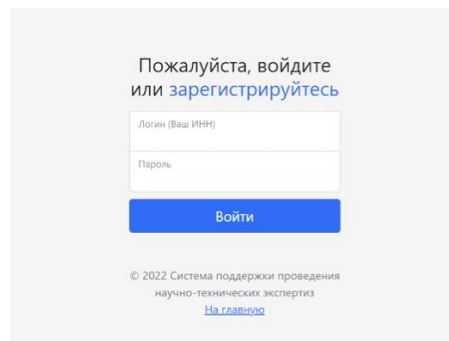 Пожалуйста, войдите
или зарегистрируйтесь
Логин (Ваш ИНН)
Пароль
Войти
© 2022 Система поддержки проведения
научно-технических экспертиз
На главную